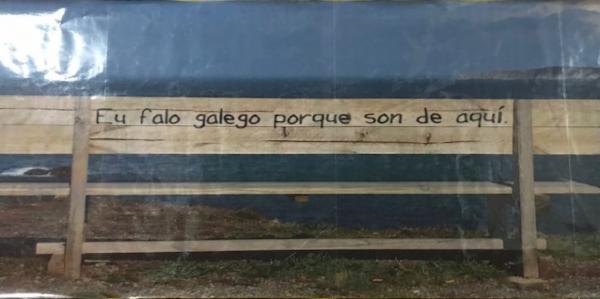 Eu falo galego porque son de aquí.